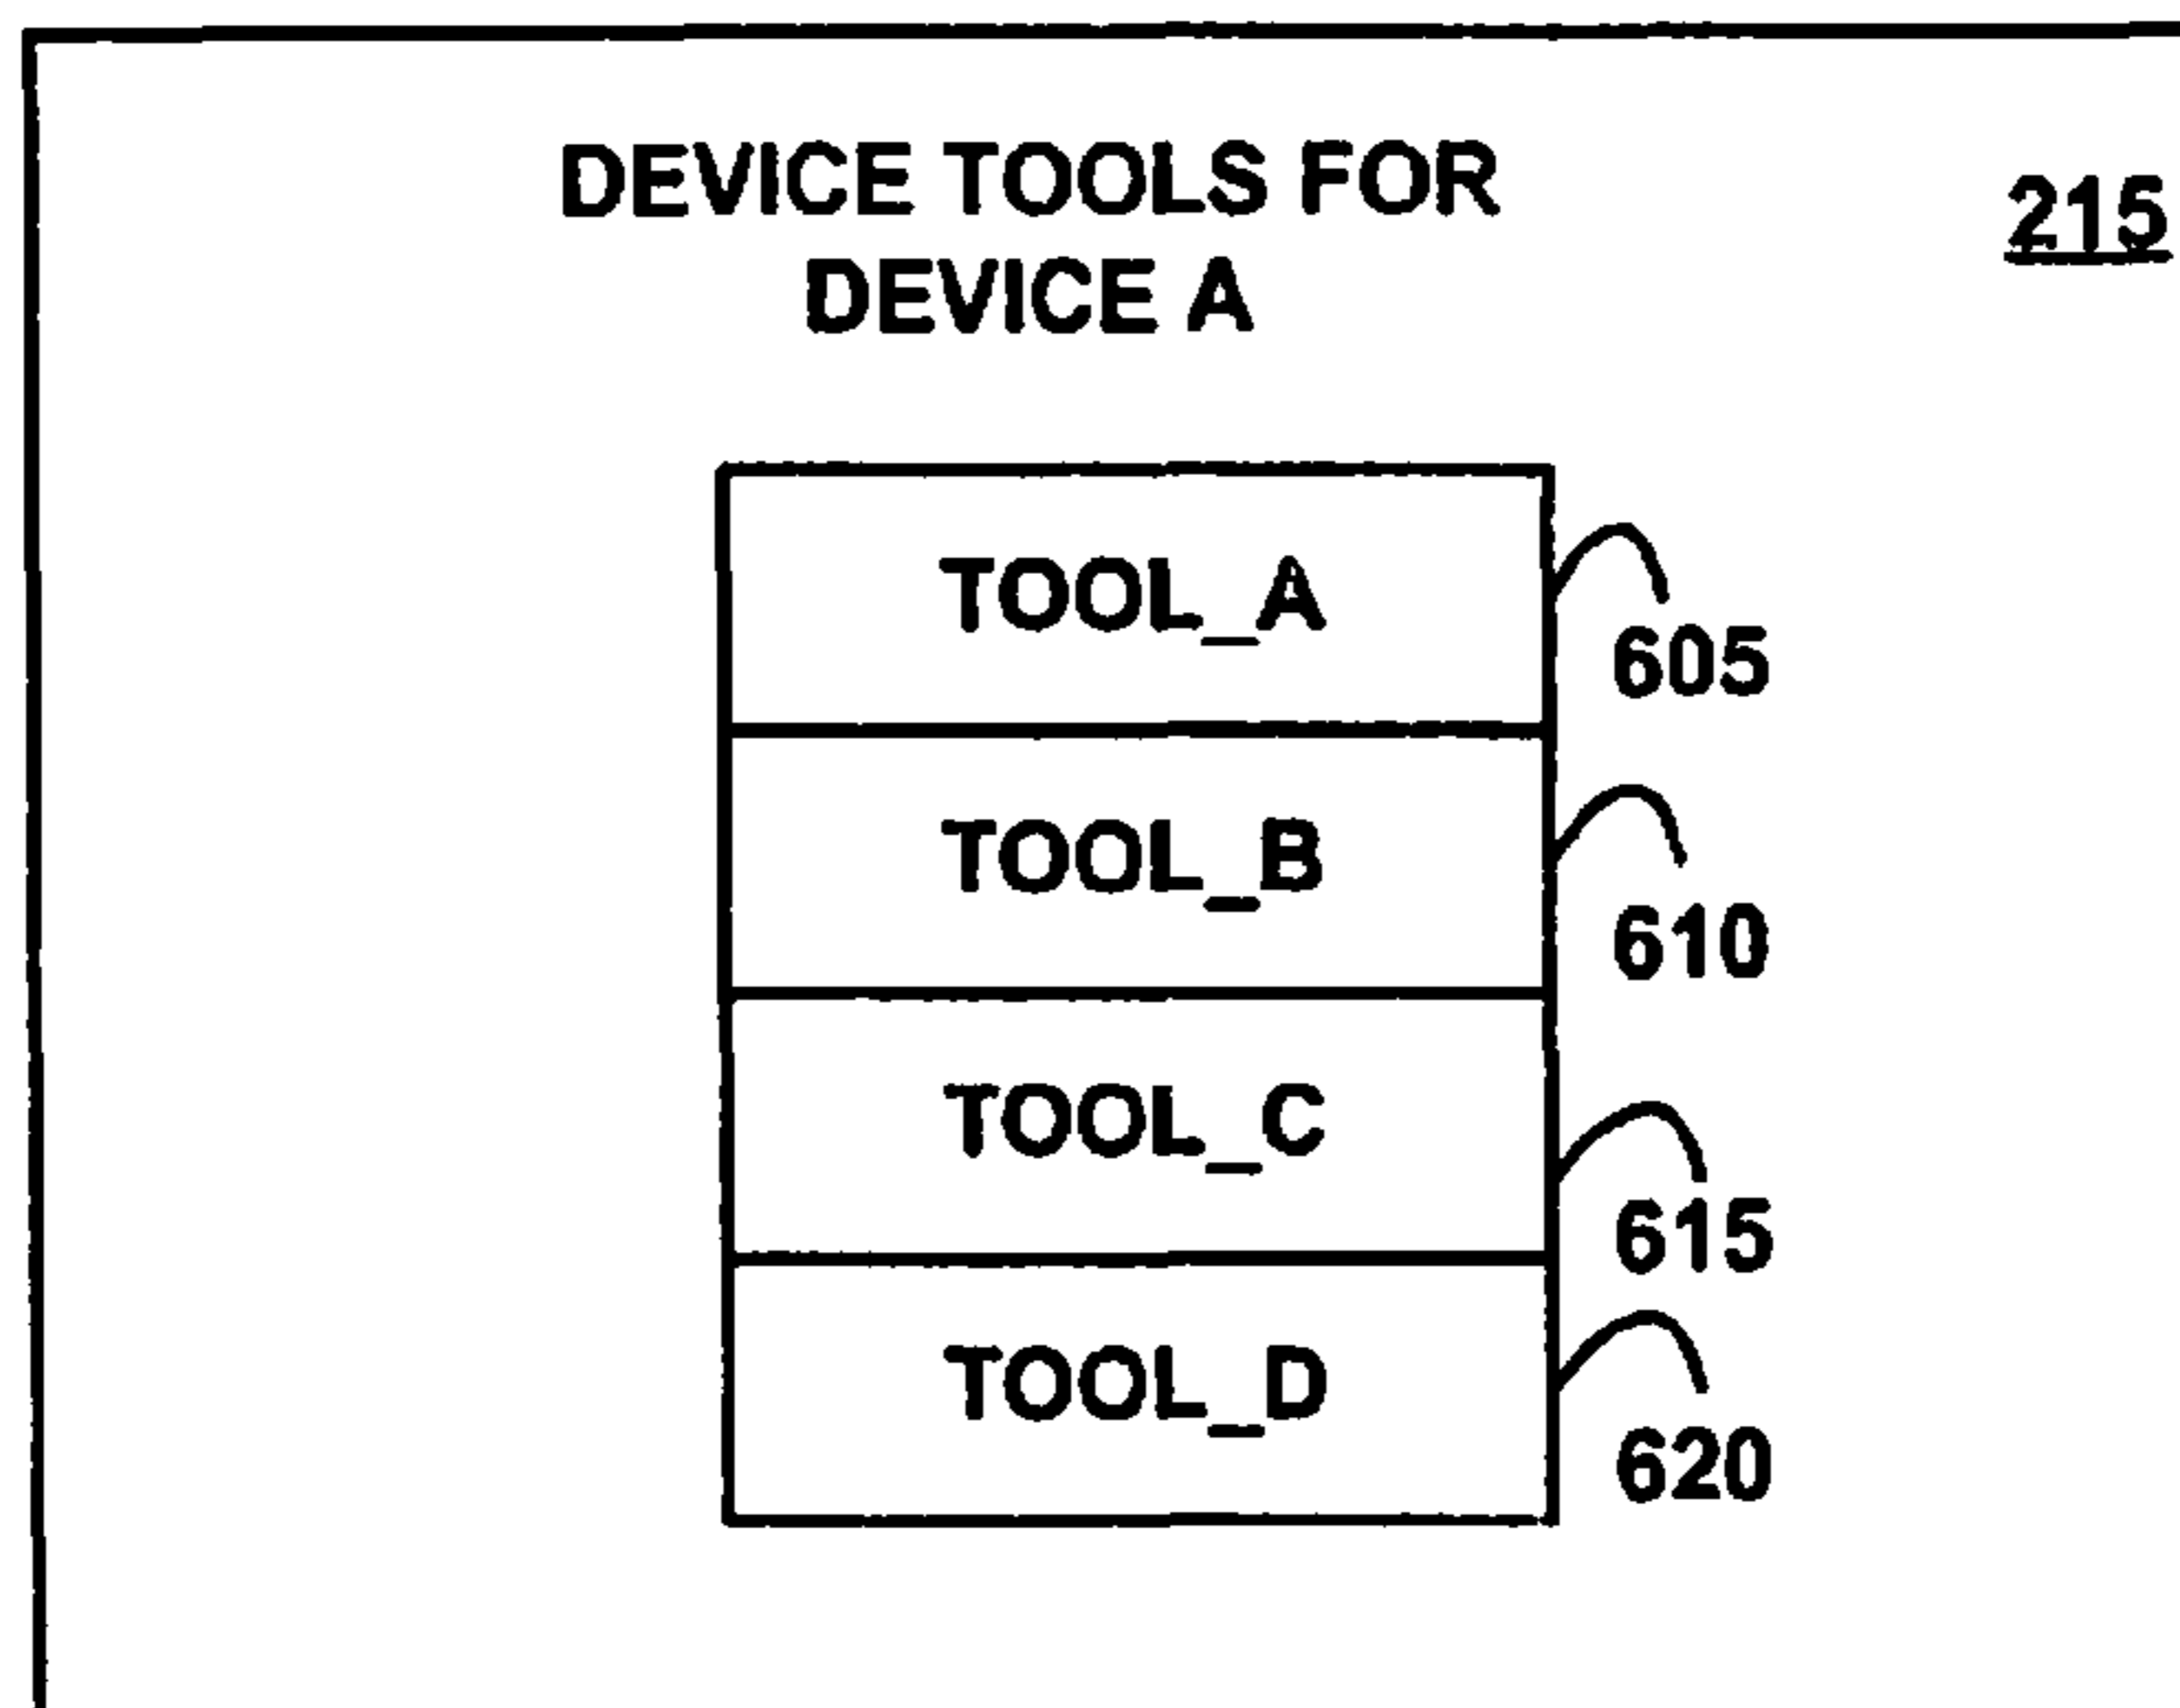 DEVICE TOOLS FOR
DEVICE A
215
TOOL_A
605
TOOL_B
610
TOOL_C
615
TOOL_D
620